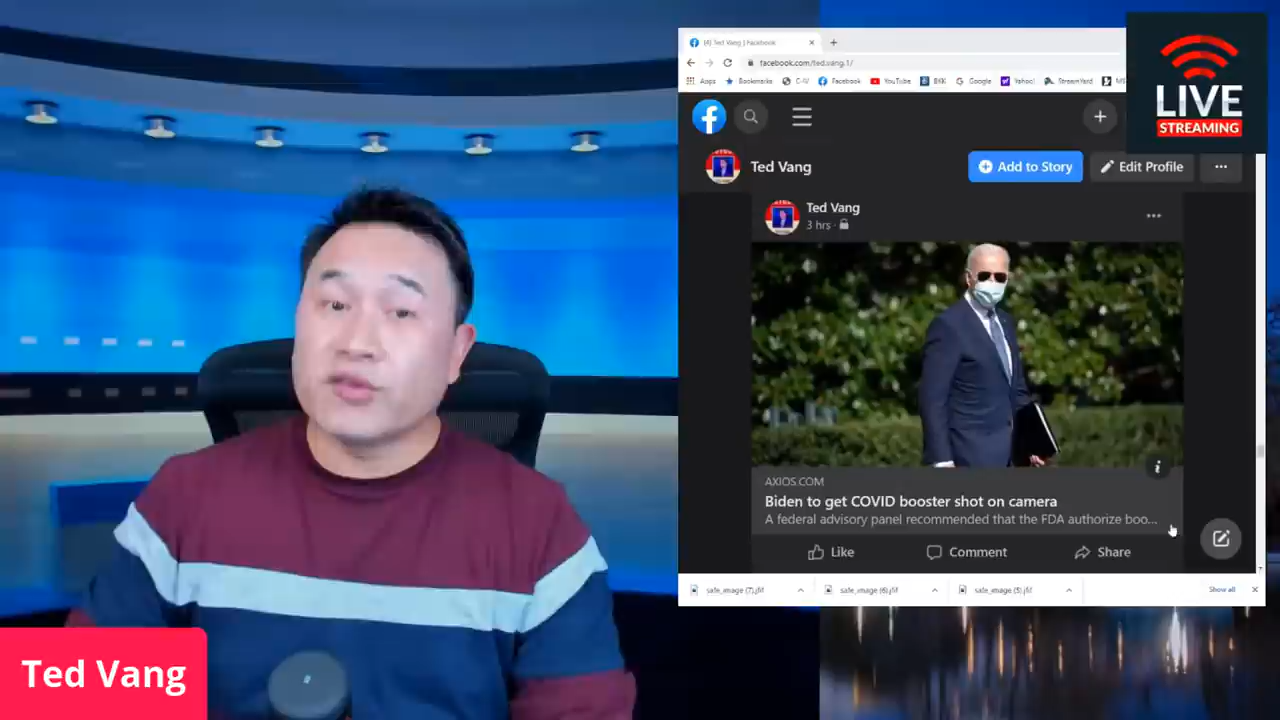 (4) Ted Vang | Facebook
facebook.com/ted.vang.1/
Apps Bookmarks Facebook YouTube BKK Google Yahoo! StreamYard
LIVE
STREAMING
Ted Vang
Add to Story
Edit Profile
Ted Vang
3 hrs
AXIOS.COM
Biden to get COVID booster shot on camera
A federal advisory panel recommended that the FDA authorize boo...
Like
Comment
Share
safe_image (7).jfif
safe_image (6).jfif
safe_image (5).jfif
Show all
Ted Vang